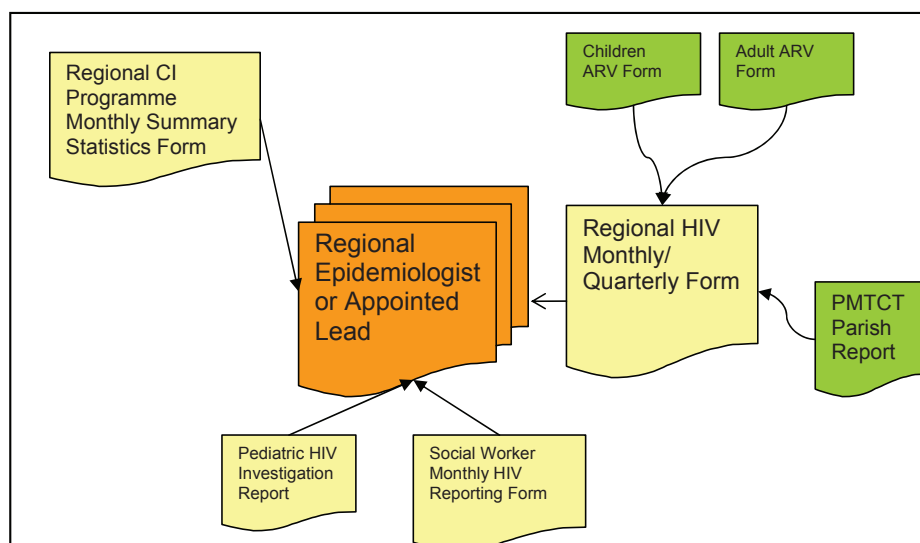 Regional CI
Programme
Monthly Summary
Statistics Form
Children
ARV Form
Adult ARV
Form
Regional
Epidemiologist
or Appointed
Lead
Regional HIV
Monthly/
Quarterly Form
PMTCT
Parish
Report
Pediatric HIV
Investigation
Report
Social Worker
Monthly HIV
Reporting Form